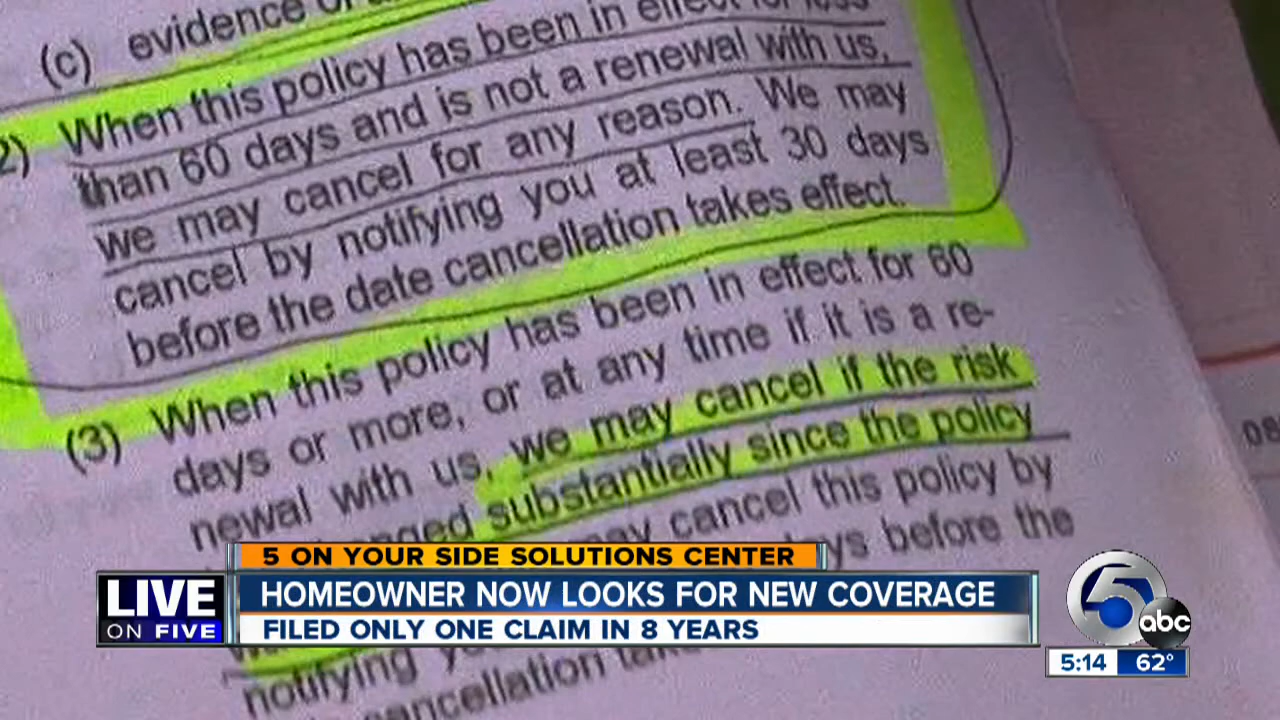 (c) evidence
2) When this policy has been in effect for less
than 60 days and is not a renewal with us,
we may cancel for any reason. We may
cancel by notifying you at least 30 days
before the date cancellation takes effect.
(3) When this policy has been in effect for 60
days or more, or at any time if it is a re-
newal with us, we may cancel if the risk
substantially since the policy
may cancel this policy by
before the
notifying
cancellation
08
5 ON YOUR SIDE SOLUTIONS CENTER
LIVE
ON FIVE
HOMEOWNER NOW LOOKS FOR NEW COVERAGE
FILED ONLY ONE CLAIM IN 8 YEARS
5
abc
5:14 62°